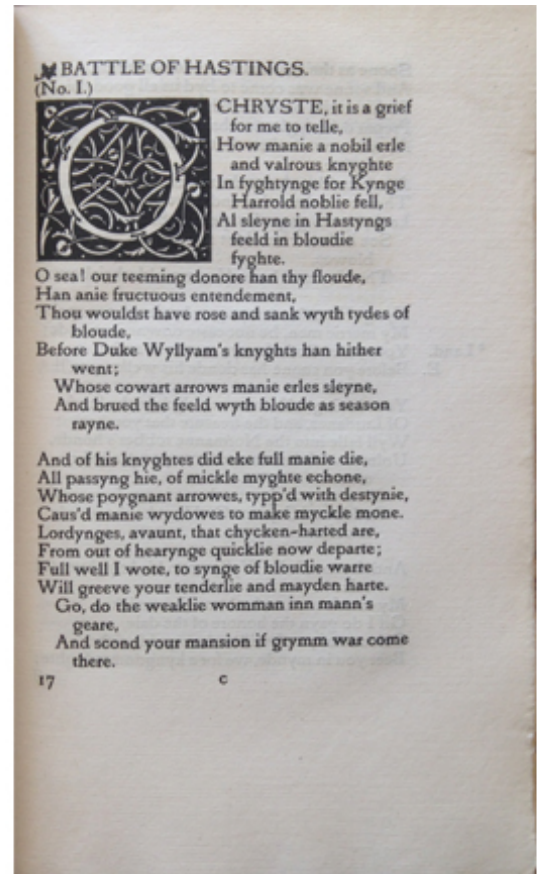 BATTLE OF HASTINGS.
(No. I.)
O CHRYSTE, it is a grief
for me to telle,
How manie a nobil erle
and valrous knyghte
In fyghtynge for Kynge
Harrold noblie fell,
Al sleyne in Hastyngs
feeld in bloudie
fyghte.
O sea! our teeming donore han thy floude,
Han anie fructuous entendement,
Thou wouldst have rose and sank wyth tydes of
bloude,
Before Duke Wyllyam's knyghts han hither
went;
Whose cowart arrows manie erles sleyne,
And brued the feeld wyth bloude as season
rayne.
And of his knyghtes did eke full manie die,
All passyng hie, of mickle myghte echone,
Whose poygnant arrowes, typp'd with destynie,
Caus'd manie wydowes to make myckle mone.
Lordynges, avaunt, that chycken-harted are,
From out of hearynge quicklie now departe;
Full well I wote, to synge of bloudie warre
Will greeve your tenderlie and mayden harte.
Go, do the weaklie womman inn mann's
geare,
And scond your mansion if grymm war come
there.
17 c